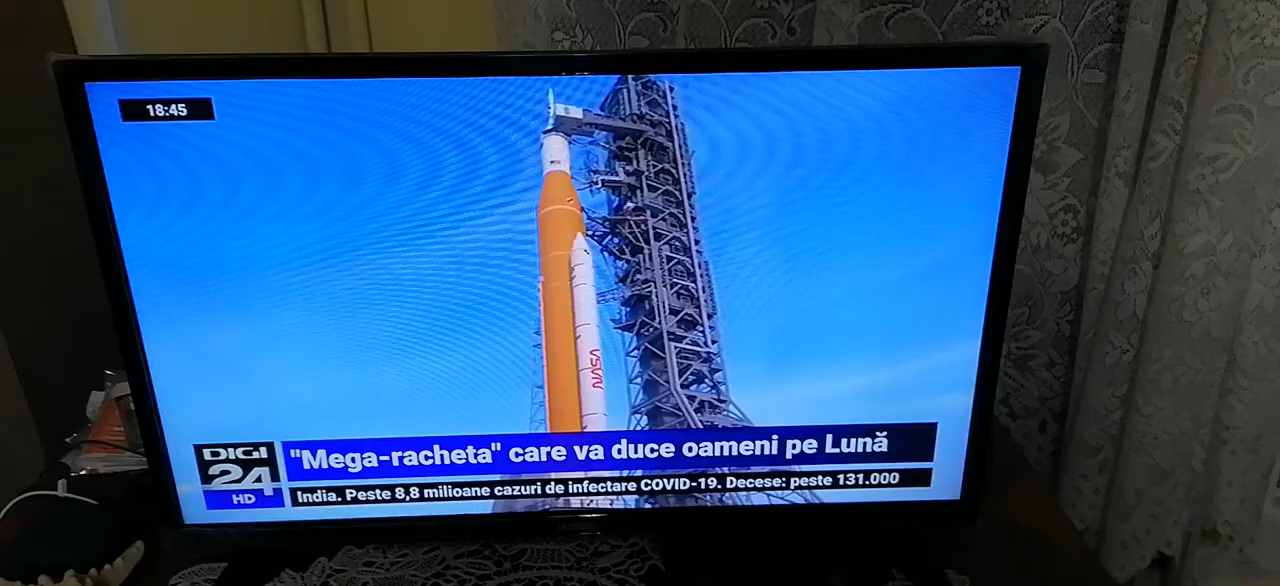 18:45
NASA
DIGI
24
HD
"Mega-racheta" care va duce oameni pe Lună
India. Peste 8,8 milioane cazuri de infectare COVID-19. Decese: peste 131.000